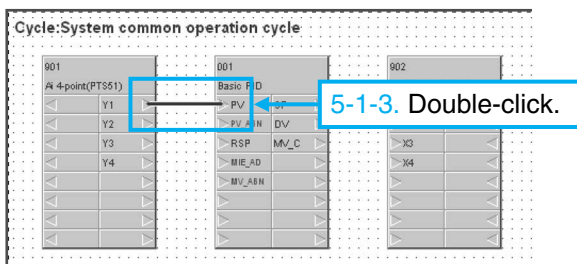 Cycle:System common operation cycle
901
Ai 4-point(PTS51)
Y1
Y2
Y3
Y4
001
Basic PID
PV
PV_ABN DV
RSP MV_C
MIE_AD
MV_ABN
902
X3
X4
5-1-3. Double-click.